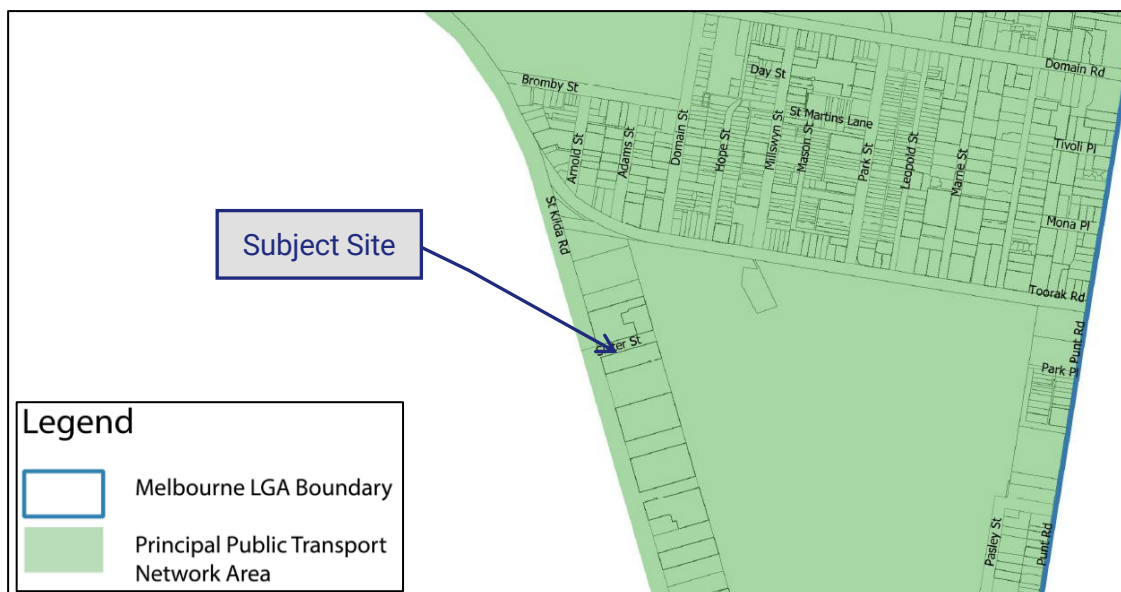 Domain Rd
Day St
Bromby St
St Martins Lane
Tivoli Pl
Arnold St
Adams St
Domain St
Hope St
Millswyn St
Mason St
Park St
Leopold St
Marne St
Mona Pl
St Kilda Rd
Subject Site
Toorak Rd
Punt Rd
St
Park Pl
Legend
Melbourne LGA Boundary
Principal Public Transport
Network Area
Pasley St
Punt Rd